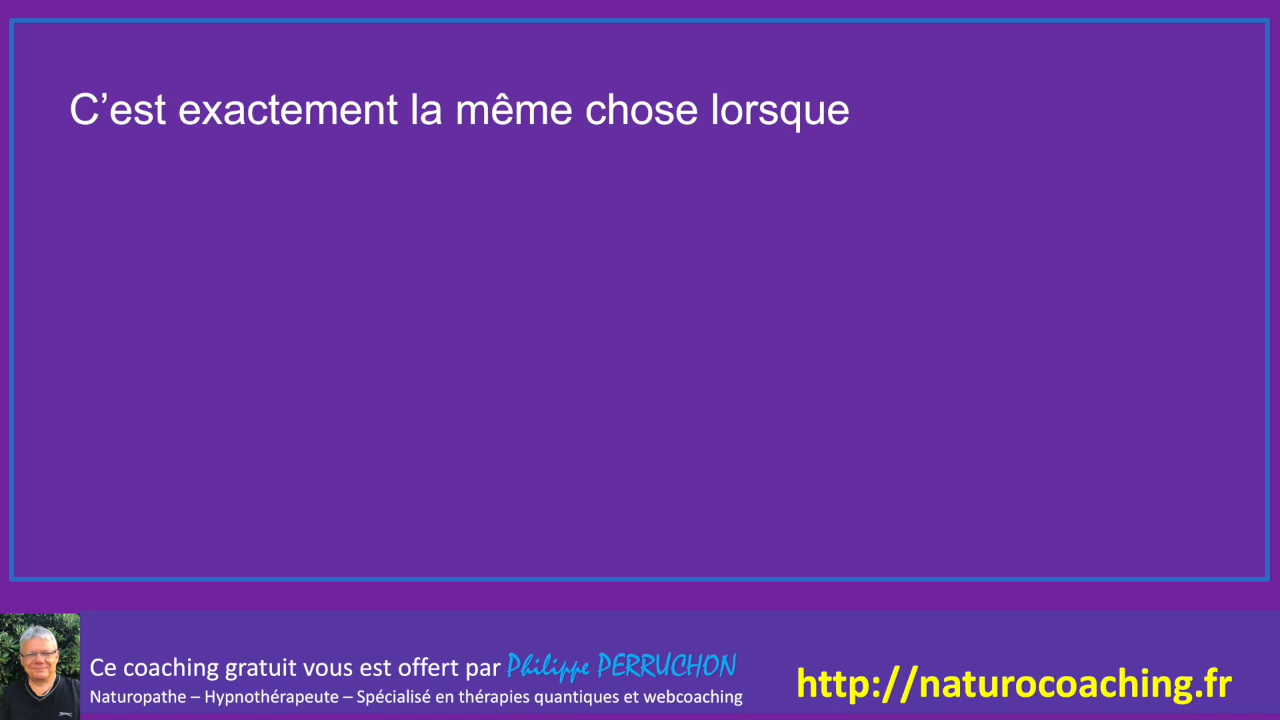 C’est exactement la même chose lorsque
Ce coaching gratuit vous est offert par Philippe PERRUCHON
Naturopathe – Hypnothérapeute – Spécialisé en thérapies quantiques et webcoaching
http://naturocoaching.fr